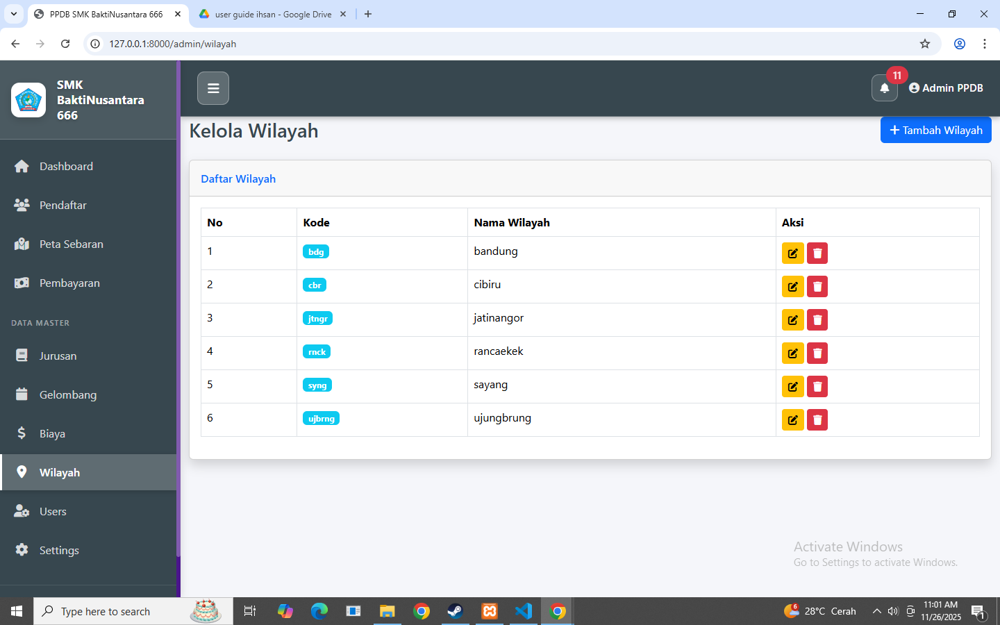 PPDB SMK BaktiNusantara 666
user guide ihsan - Google Drive
127.0.0.1:8000/admin/wilayah
SMK
BaktiNusantara
666
11
Admin PPDB
Dashboard
Pendaftar
Peta Sebaran
Pembayaran
DATA MASTER
Jurusan
Gelombang
Biaya
Wilayah
Users
Settings
Kelola Wilayah
Tambah Wilayah
Daftar Wilayah
No Kode Nama Wilayah Aksi
1 bdg bandung
2 cbr cibiru
3 jtngr jatinangor
4 rnck rancaekek
5 syng sayang
6 ujbrng ujungbrung
Activate Windows
Go to Settings to activate Windows.
Type here to search
6
28°C Cerah
11:01 AM
11/26/2025
1